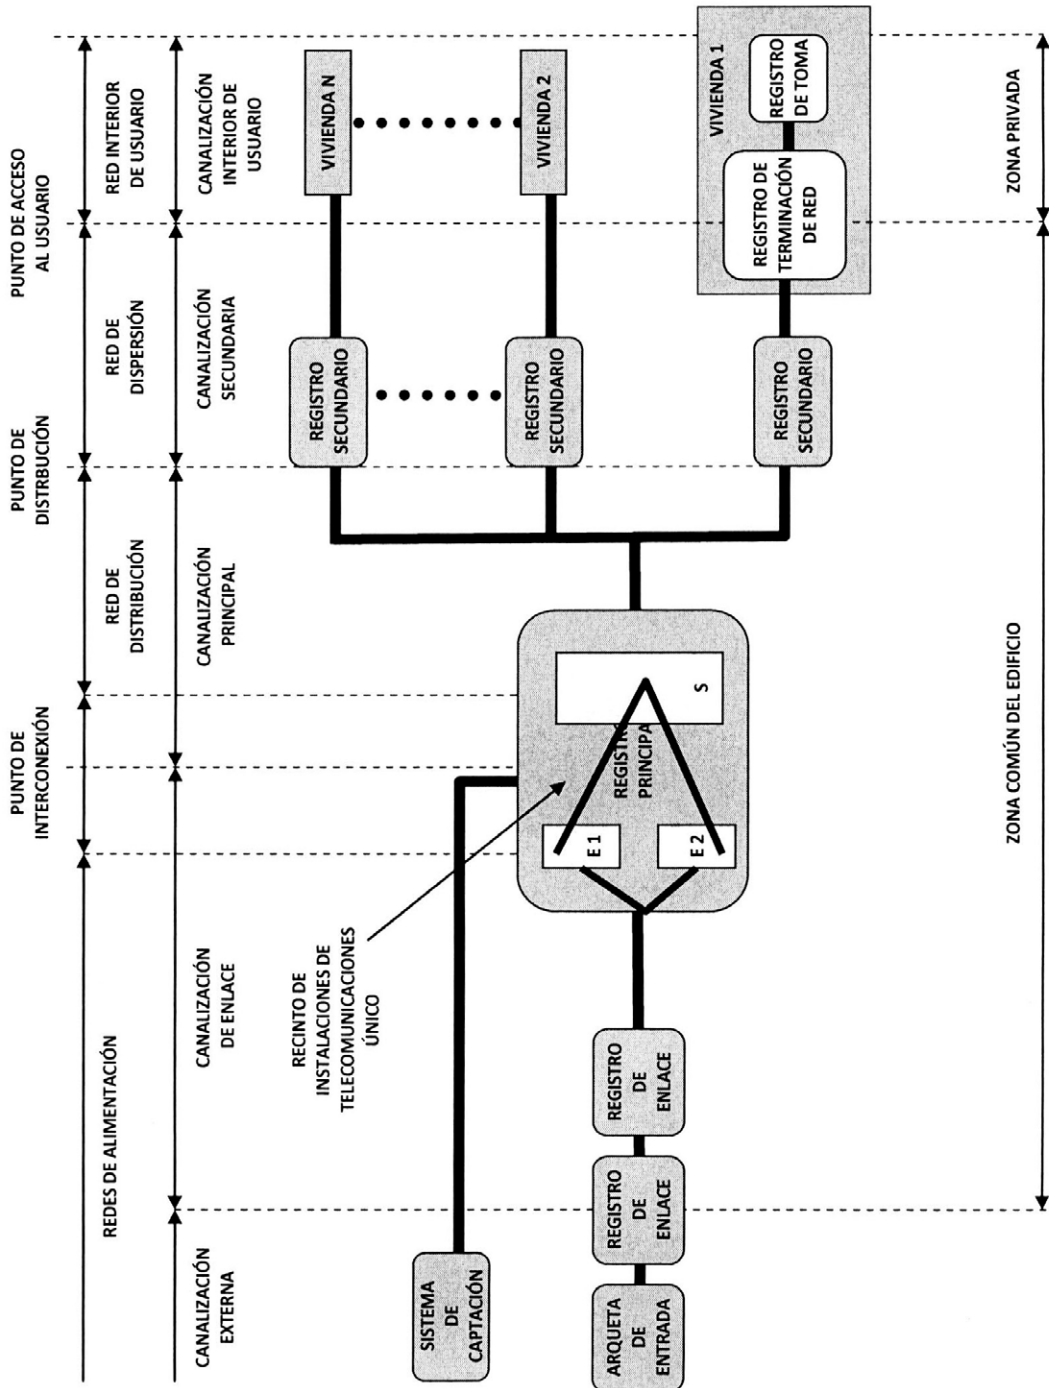 PUNTO DE
INTERCONEXIÓN
PUNTO DE
DISTRBUCIÓN
PUNTO DE ACCESO
AL USUARIO
REDES DE ALIMENTACIÓN
RED DE
DISTRIBUCIÓN
RED DE
DISPERSIÓN
RED INTERIOR
DE USUARIO
CANALIZACIÓN
EXTERNA
CANALIZACIÓN
DE ENLACE
CANALIZACIÓN
PRINCIPAL
CANALIZACIÓN
SECUNDARIA
CANALIZACIÓN
INTERIOR DE
USUARIO
REGISTRO
SECUNDARIO
VIVIENDA N
RECINTO DE
INSTALACIONES DE
TELECOMUNICACIONES
ÚNICO
SISTEMA
DE
CAPTACIÓN
REGISTRO
SECUNDARIO
VIVIENDA 2
ARQUETA
DE
ENTRADA
REGISTRO
DE
ENLACE
REGISTRO
DE
ENLACE
E 1
E 2
REGISTRO
PRINCIPA
S
REGISTRO
SECUNDARIO
VIVIENDA 1
REGISTRO DE
TERMINACIÓN
DE RED
REGISTRO
DE TOMA
ZONA COMÚN DEL EDIFICIO
ZONA PRIVADA